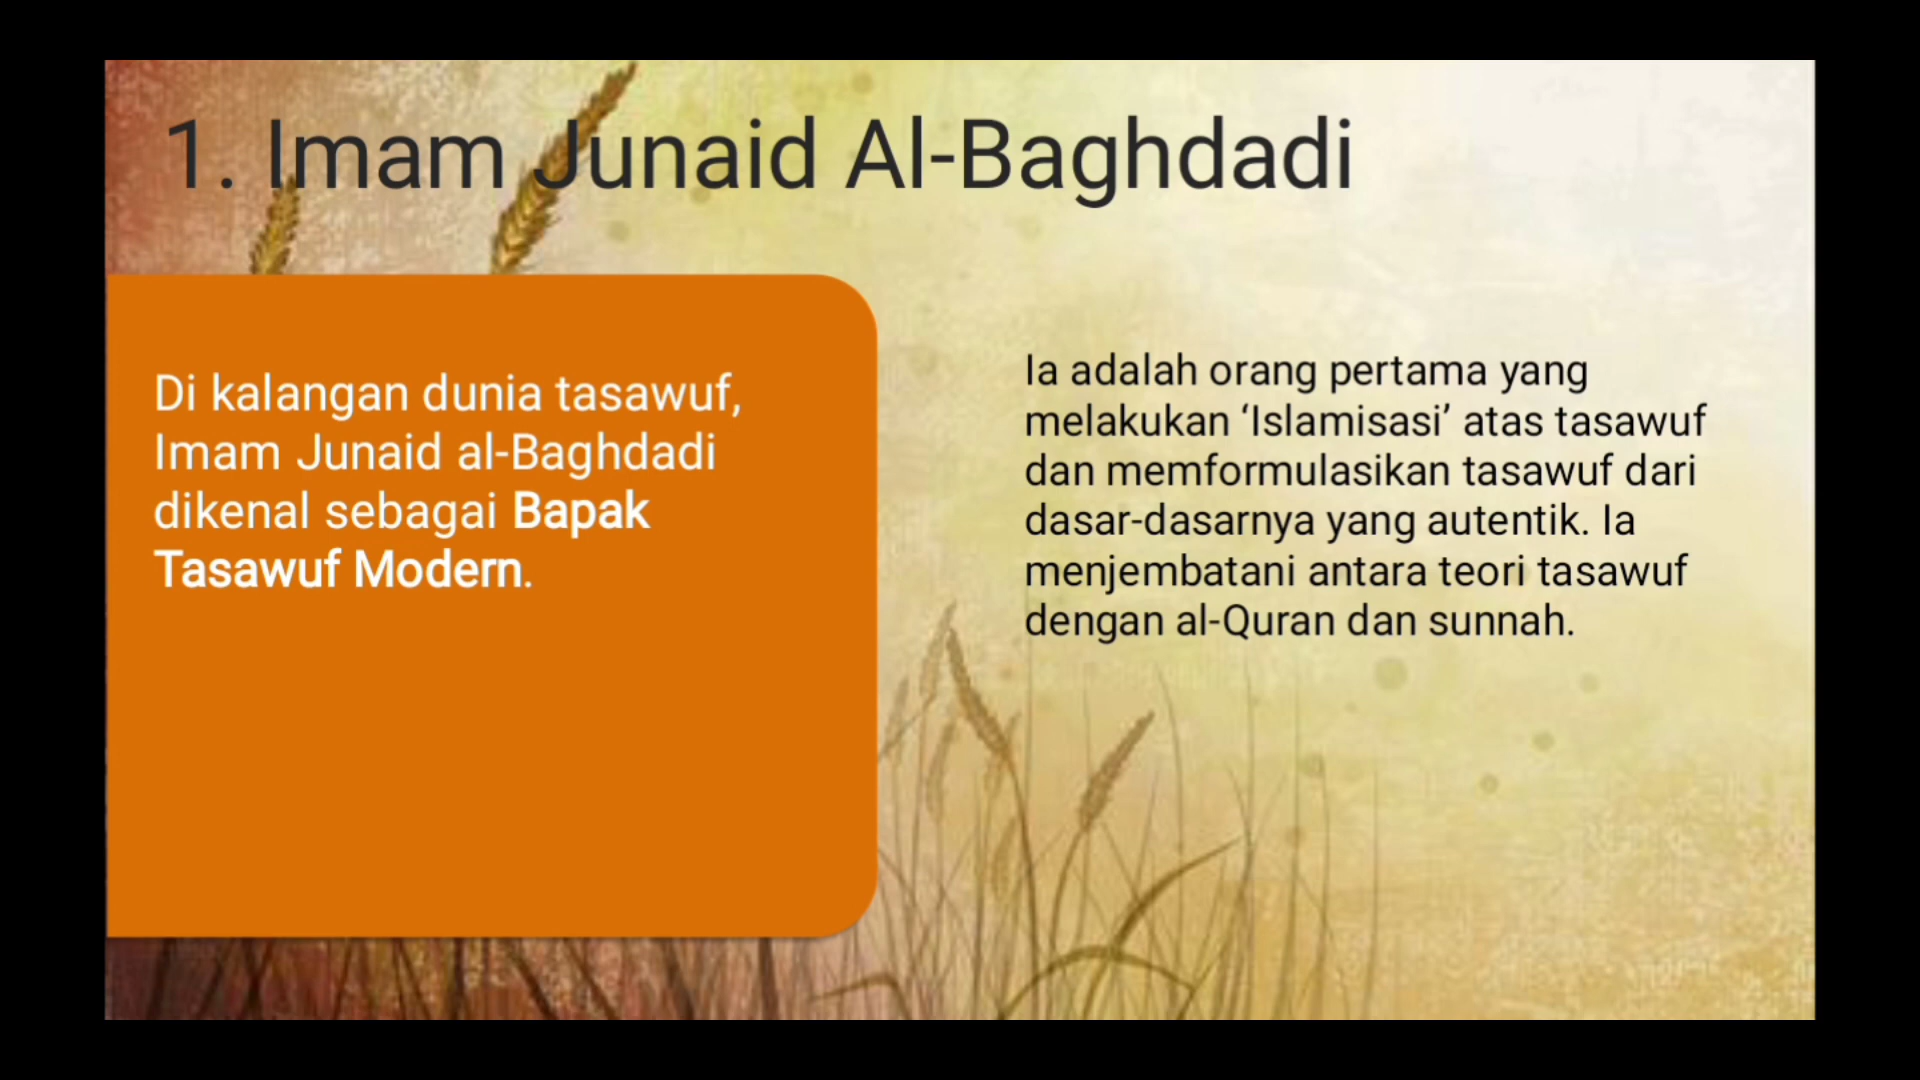 1. Imam Junaid Al-Baghdadi
Di kalangan dunia tasawuf,
Imam Junaid al-Baghdadi
dikenal sebagai Bapak
Tasawuf Modern.
Ia adalah orang pertama yang
melakukan ‘Islamisasi’ atas tasawuf
dan memformulasikan tasawuf dari
dasar-dasarnya yang autentik. Ia
menjembatani antara teori tasawuf
dengan al-Quran dan sunnah.